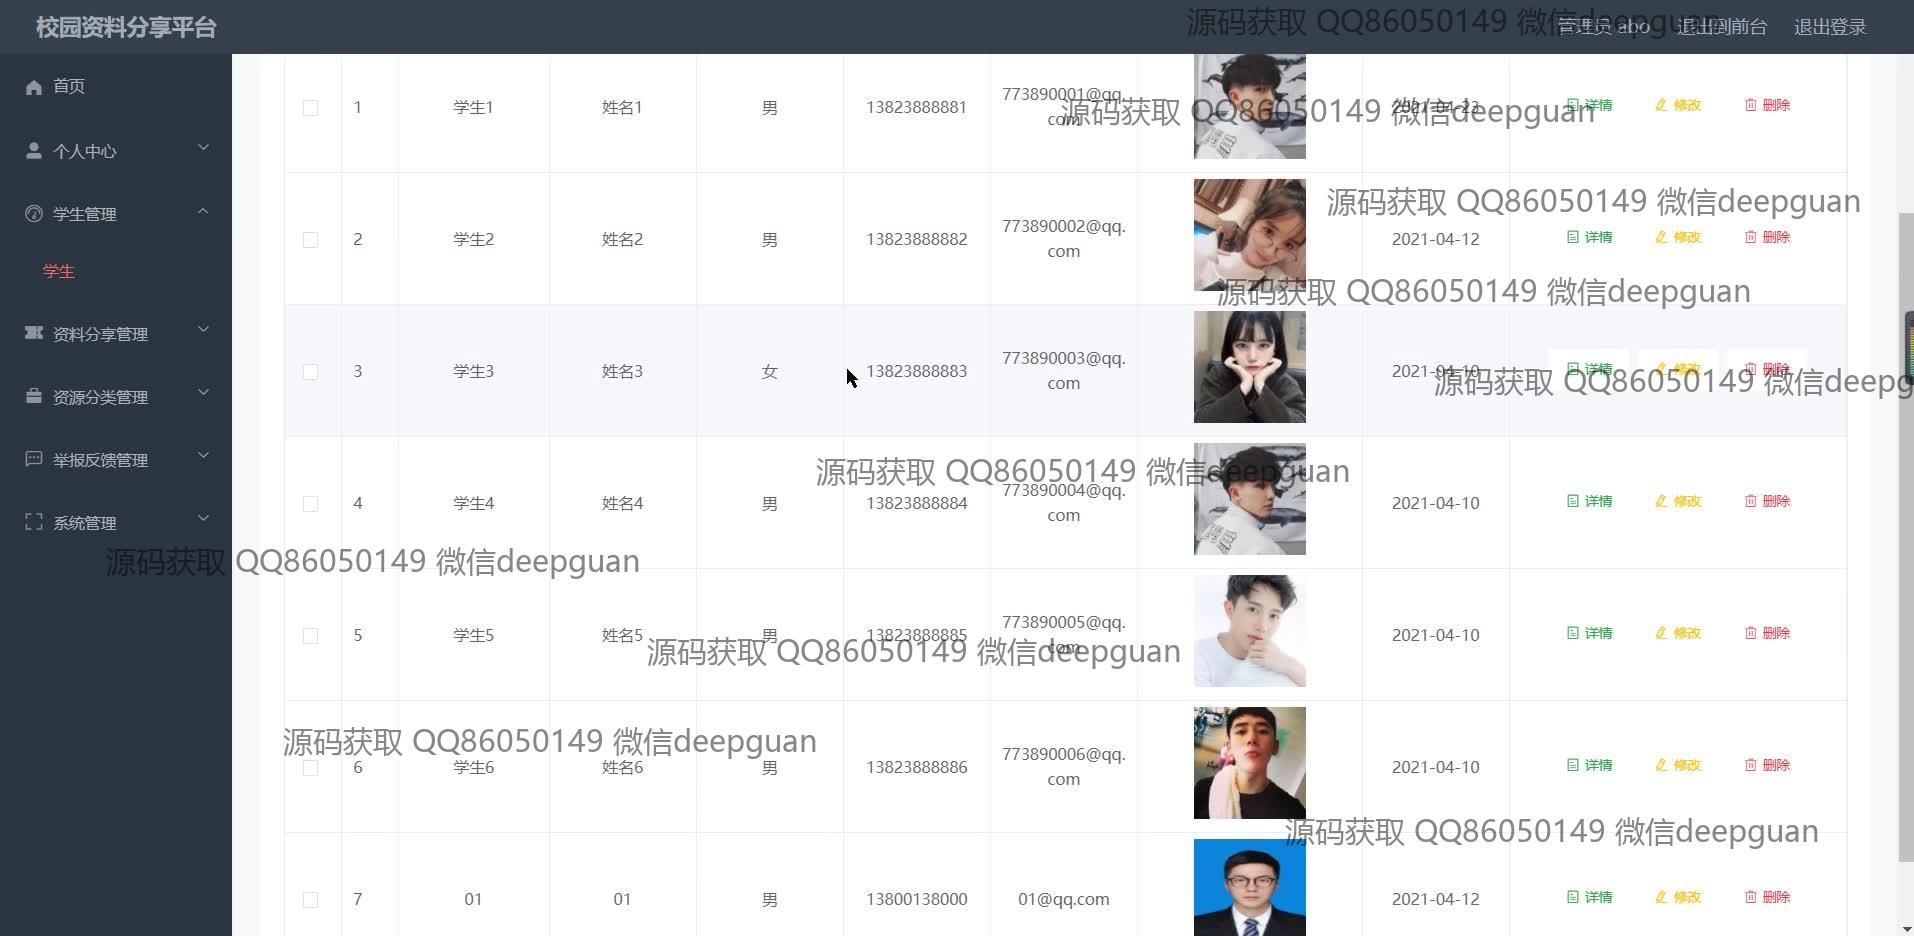 校园资料分享平台
源码获取 QQ86050149 微信deepguan
管理员 abo 退出到前台 退出登录
首页
个人中心
学生管理
学生
资料分享管理
资源分类管理
举报反馈管理
系统管理
1 学生1 姓名1 男 13823888881 773890001@qq.
com 2021-04-23 详情 修改 删除
源码获取 QQ86050149 微信deepguan
源码获取 QQ86050149 微信deepguan
2 学生2 姓名2 男 13823888882 773890002@qq.
com 2021-04-12 详情 修改 删除
源码获取 QQ86050149 微信deepguan
3 学生3 姓名3 女 13823888883 773890003@qq.
com 2021-04-10 详情 修改 删除
源码获取 QQ86050149 微信deepg
源码获取 QQ86050149 微信deepguan
4 学生4 姓名4 男 13823888884 773890004@qq.
com 2021-04-10 详情 修改 删除
源码获取 QQ86050149 微信deepguan
5 学生5 姓名5 男 13823888885 773890005@qq.
com 2021-04-10 详情 修改 删除
源码获取 QQ86050149 微信deepguan
源码获取 QQ86050149 微信deepguan
6 学生6 姓名6 男 13823888886 773890006@qq.
com 2021-04-10 详情 修改 删除
源码获取 QQ86050149 微信deepguan
7 01 01 男 13800138000 01@qq.com 2021-04-12 详情 修改 删除